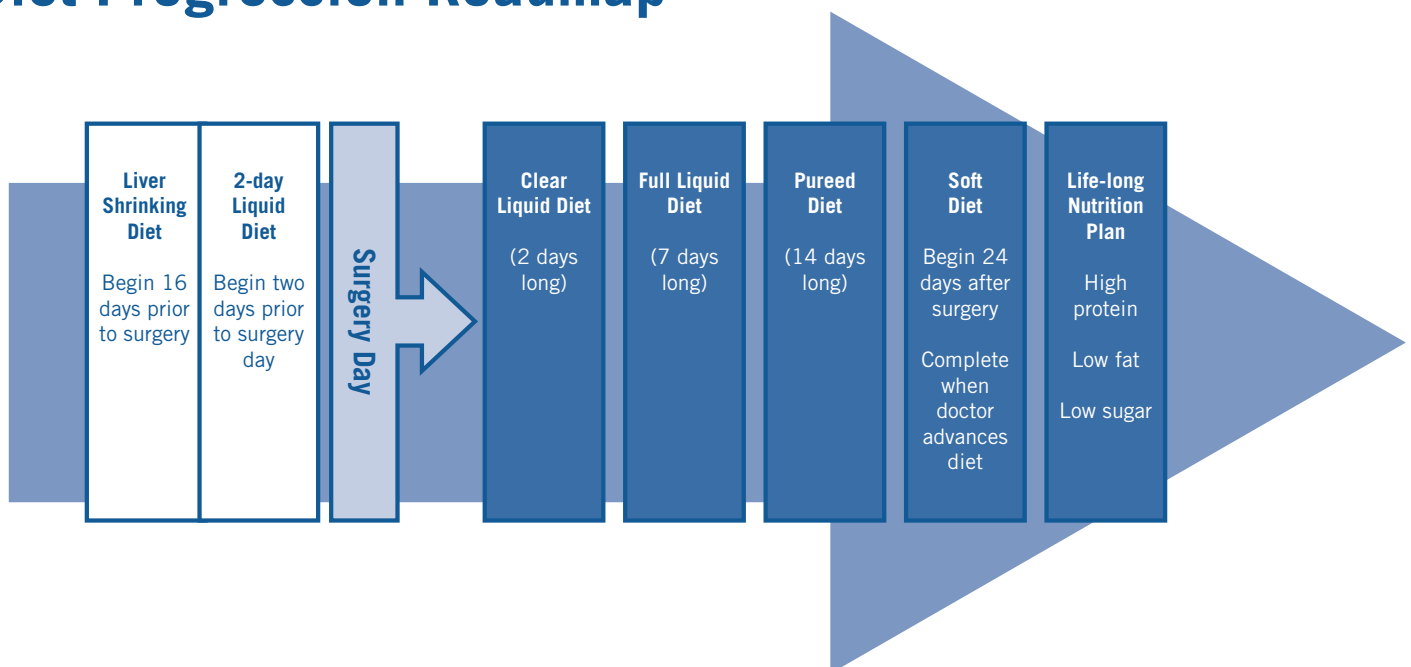 Diet Progression Roadmap
Liver
Shrinking
Diet
Begin 16
days prior
to surgery
2-day
Liquid
Diet
Begin two
days prior
to surgery
day
Surgery Day
Clear
Liquid Diet
(2 days
long)
Full Liquid
Diet
(7 days
long)
Pureed
Diet
(14 days
long)
Soft
Diet
Begin 24
days after
surgery
Complete
when
doctor
advances
diet
Life-long
Nutrition
Plan
High
protein
Low fat
Low sugar